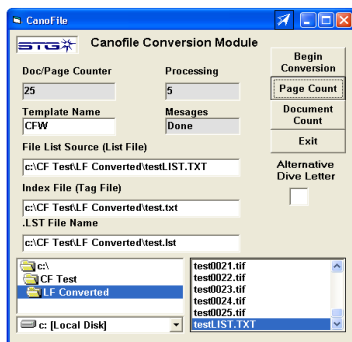 CanoFile
STG
Canofile Conversion Module
Doc/Page Counter
25
Processing
5
Template Name
CFW
Mesages
Done
File List Source (List File)
c:\CF Test\LF Converted\testLIST.TXT
Index File (Tag File)
c:\CF Test\LF Converted\test.txt
.LST File Name
c:\CF Test\LF Converted\test.lst
Begin
Conversion
Page Count
Document
Count
Exit
Alternative
Dive Letter
c:\
CF Test
LF Converted
c: [Local Disk]
test0021.tif
test0022.tif
test0023.tif
test0024.tif
test0025.tif
testLIST.TXT